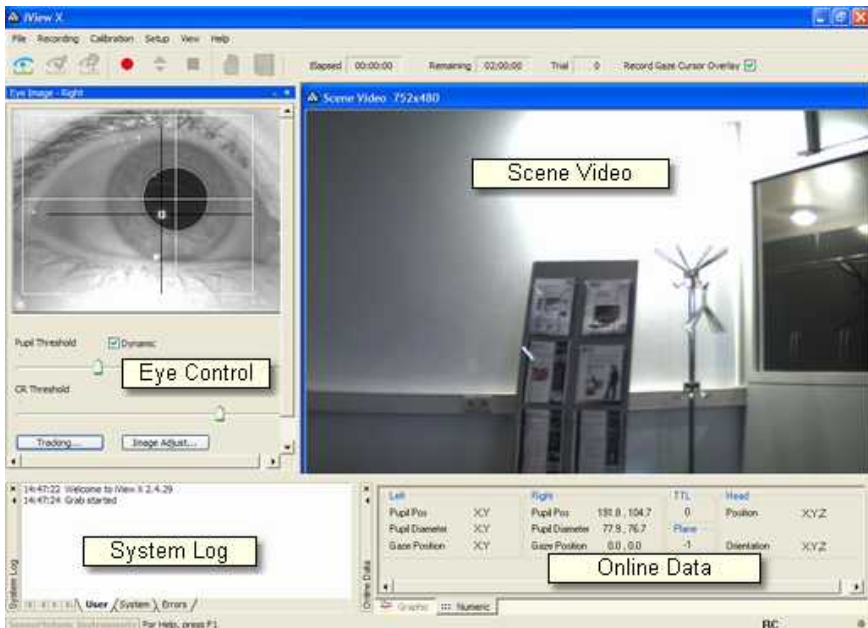 iView X
File Recording Calibration Setup View Help
Elapsed 00:00:00 Remaining 02:00:00 Trial 0 Record Gaze Cursor Overlay
Eye Image - Right
Scene Video 752x480
Scene Video
Pupil Threshold Dynamic
Eye Control
CR Threshold
Tracking... Image Adjust...
14:47:22 Welcome to iView X 2.4.29
14:47:24 Grab started
System Log
System Log
User System Errors
Online Data
Left Right TTL Head
Pupil Pos X,Y Pupil Pos 191.8 , 104.7 0 Position X,Y,Z
Pupil Diameter X,Y Pupil Diameter 77.9 , 76.7 Plane
Gaze Position X,Y Gaze Position 0.0 , 0.0 -1 Orientation X,Y,Z
Online Data
Graphic Numeric
For Help, press F1